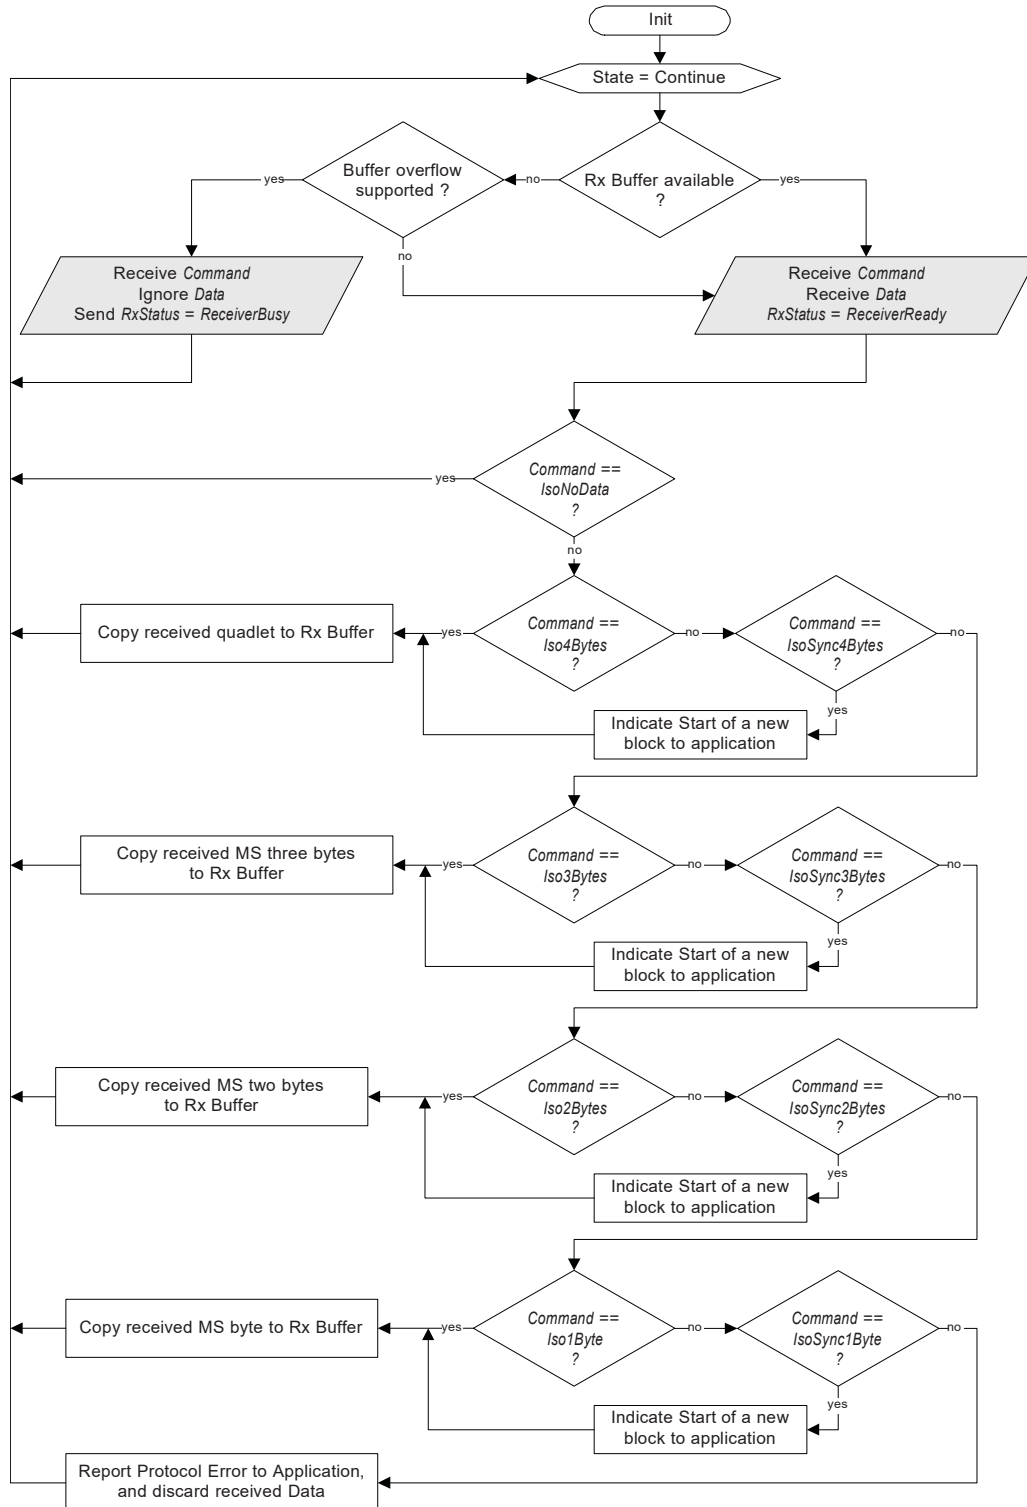 Init
State = Continue
Buffer overflow
supported ?
Rx Buffer available
?
yes
no
yes
no
Receive Command
Ignore Data
Send RxStatus = ReceiverBusy
Receive Command
Receive Data
RxStatus = ReceiverReady
Command ==
IsoNoData
?
yes
no
Copy received quadlet to Rx Buffer
yes
Command ==
Iso4Bytes
?
no
Command ==
IsoSync4Bytes
?
no
yes
Indicate Start of a new
block to application
Copy received MS three bytes
to Rx Buffer
yes
Command ==
Iso3Bytes
?
no
Command ==
IsoSync3Bytes
?
no
yes
Indicate Start of a new
block to application
Copy received MS two bytes
to Rx Buffer
yes
Command ==
Iso2Bytes
?
no
Command ==
IsoSync2Bytes
?
no
yes
Indicate Start of a new
block to application
Copy received MS byte to Rx Buffer
yes
Command ==
Iso1Byte
?
no
Command ==
IsoSync1Byte
?
no
yes
Indicate Start of a new
block to application
Report Protocol Error to Application,
and discard received Data